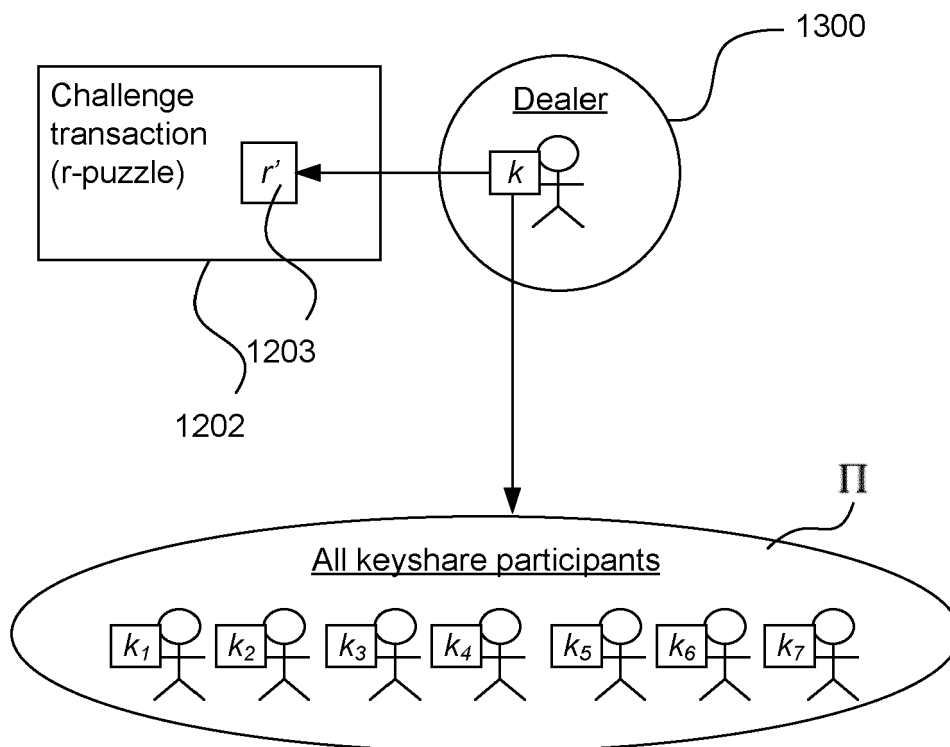 1300
Challenge
transaction
(r-puzzle)
r'
Dealer
k
1203
1202
Π
All keyshare participants
k1 k2 k3 k4 k5 k6 k7